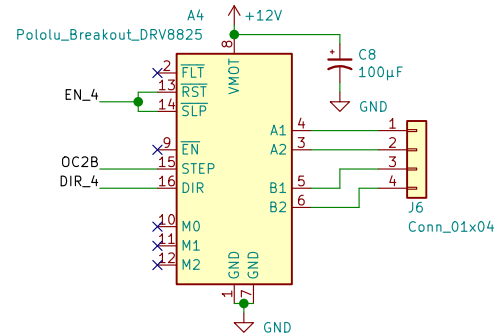 A4
+12V
Pololu_Breakout_DRV8825
8
VMOT
C8
100µF
+
GND
2
FLT
13
RST
EN_4
14
SLP
9
EN
OC2B
15
STEP
DIR_4
16
DIR
10
M0
11
M1
12
M2
A1
4
A2
3
B1
5
B2
6
1
2
3
4
J6
Conn_01x04
GND
GND
1
7
GND